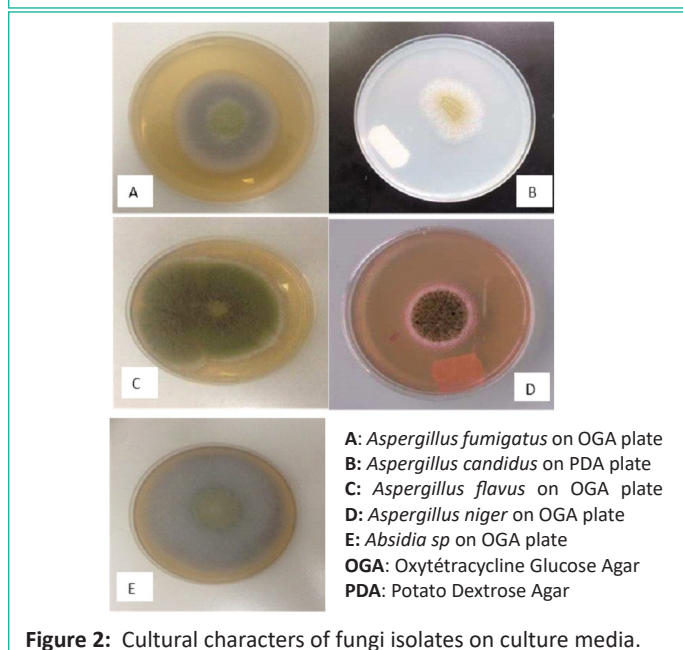 A
B
C
D
E
A: Aspergillus fumigatus on OGA plate
B: Aspergillus candidus on PDA plate
C: Aspergillus flavus on OGA plate
D: Aspergillus niger on OGA plate
E: Absidia sp on OGA plate
OGA: Oxytétracycline Glucose Agar
PDA: Potato Dextrose Agar
Figure 2: Cultural characters of fungi isolates on culture media.